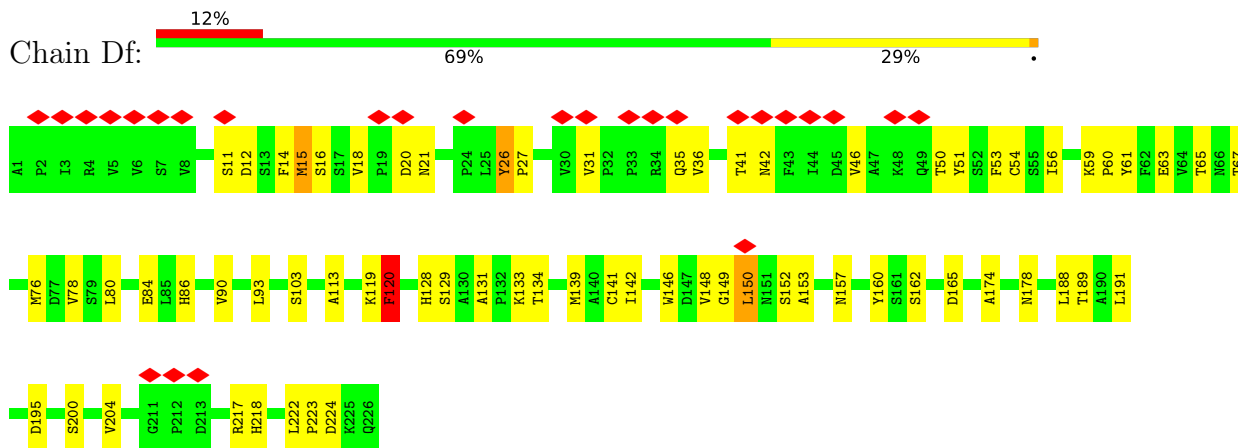 12%
Chain Df:
69% 29% •
A1 P2 I3 R4 V5 V6 S7 V8 S11 D12 S13 F14 M15 S16 S17 V18 P19 D20 N21 P24 L25 Y26 P27 V30 V31 P32 P33 R34 Q35 V36 T41 N42 F43 I44 D45 V46 A47 K48 Q49 T50 Y51 S52 F53 C54 S55 I56 K59 P60 Y61 F62 E63 V64 T65 N66 T67
M76 D77 V78 S79 L80 E84 L85 H86 V90 L93 S103 A113 K119 F120 H128 S129 A130 A131 P132 K133 T134 M139 A140 C141 I142 W146 D147 V148 G149 L150 N151 S152 A153 N157 Y160 S161 S162 D165 A174 N178 L188 T189 A190 L191
D195 S200 V204 G211 P212 D213 R217 H218 L222 P223 D224 K225 Q226